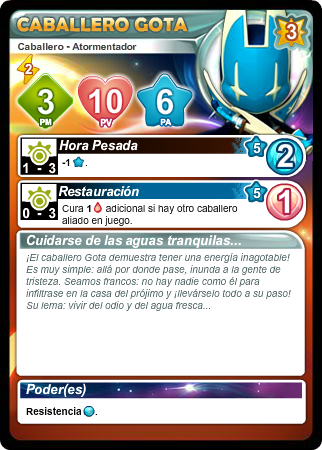 CABALLERO GOTA
Caballero - Atormentador
3
2
3
PM
10
PV
6
PA
Hora Pesada
5
2
1 - 3
-1 .
Restauración
5
1
0 - 3
Cura 1 adicional si hay otro caballero
aliado en juego.
Cuidarse de las aguas tranquilas...
¡El caballero Gota demuestra tener una energía inagotable!
Es muy simple: allá por donde pase, inunda a la gente de
tristeza. Seamos francos: no hay nadie como él para
infiltrase en la casa del prójimo y ¡llevárselo todo a su paso!
Su lema: vivir del odio y del agua fresca...
Poder(es)
Resistencia .